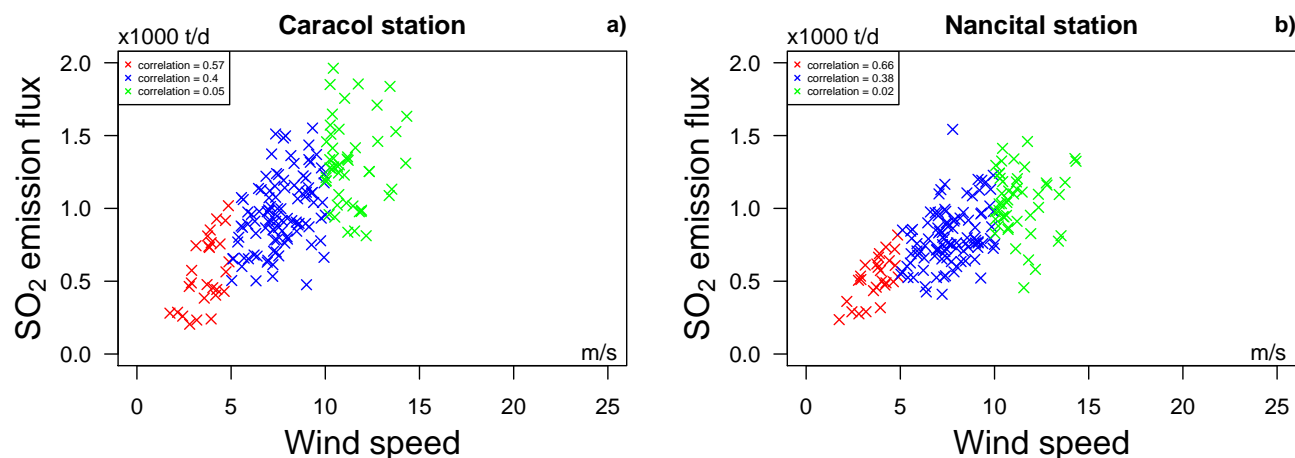 Caracol station
a)
x1000 t/d
correlation = 0.57
correlation = 0.4
correlation = 0.05
SO2 emission flux
2.0
1.5
1.0
0.5
0.0
m/s
0 5 10 15 20 25
Wind speed
Nancital station
b)
x1000 t/d
correlation = 0.66
correlation = 0.38
correlation = 0.02
SO2 emission flux
2.0
1.5
1.0
0.5
0.0
m/s
0 5 10 15 20 25
Wind speed